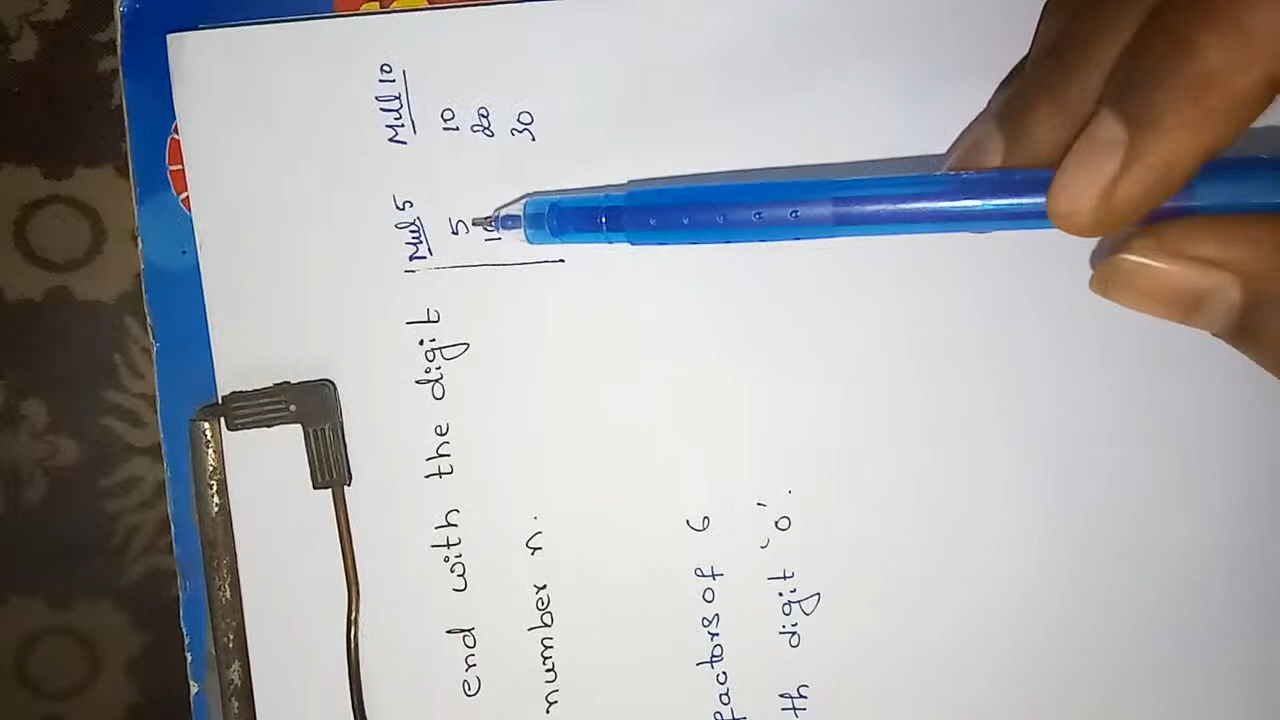 end with the digit
number n.
factors of 6
th digit '0'.
Mul 5
5
10
Mul 10
10
20
30